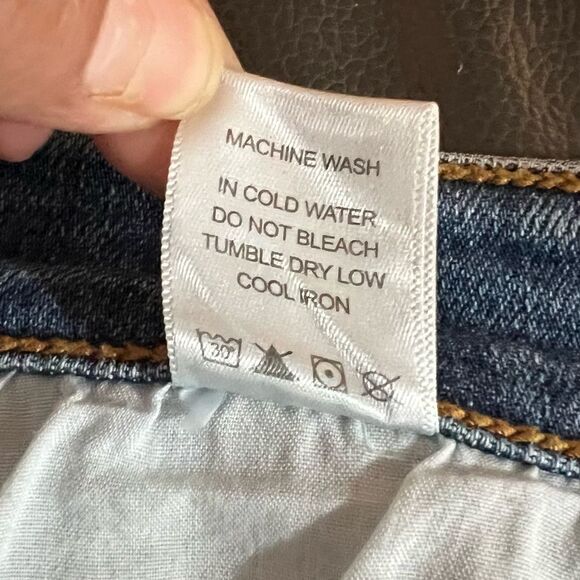 MACHINE WASH
IN COLD WATER
DO NOT BLEACH
TUMBLE DRY LOW
COOL IRON
30°